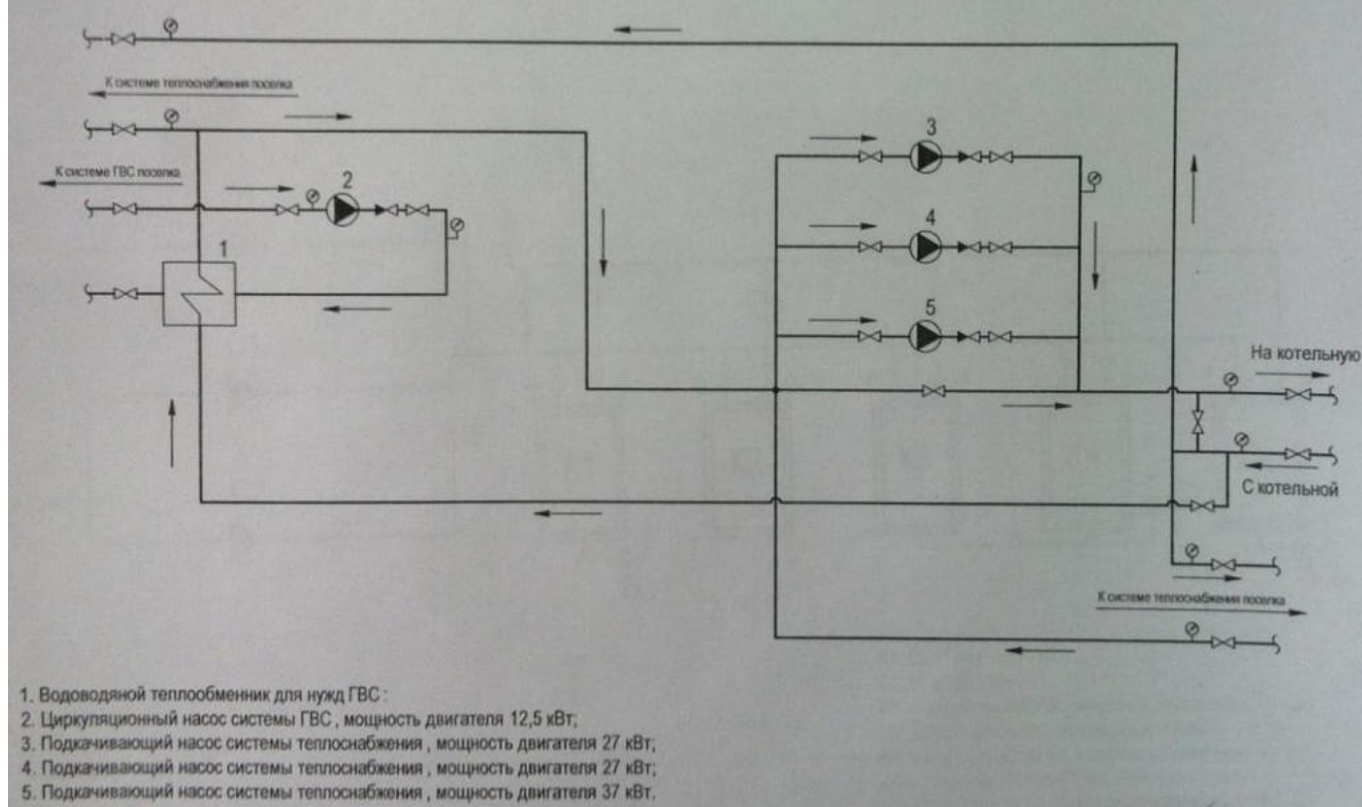 К системе теплоснабжения поселка
3
К системе ГВС поселка
2
4
1
5
На котельную
С котельной
К системе теплоснабжения поселка
1. Водоводяной теплообменник для нужд ГВС :
2. Циркуляционный насос системы ГВС , мощность двигателя 12,5 кВт;
3. Подкачивающий насос системы теплоснабжения , мощность двигателя 27 кВт;
4. Подкачивающий насос системы теплоснабжения , мощность двигателя 27 кВт;
5. Подкачивающий насос системы теплоснабжения , мощность двигателя 37 кВт.